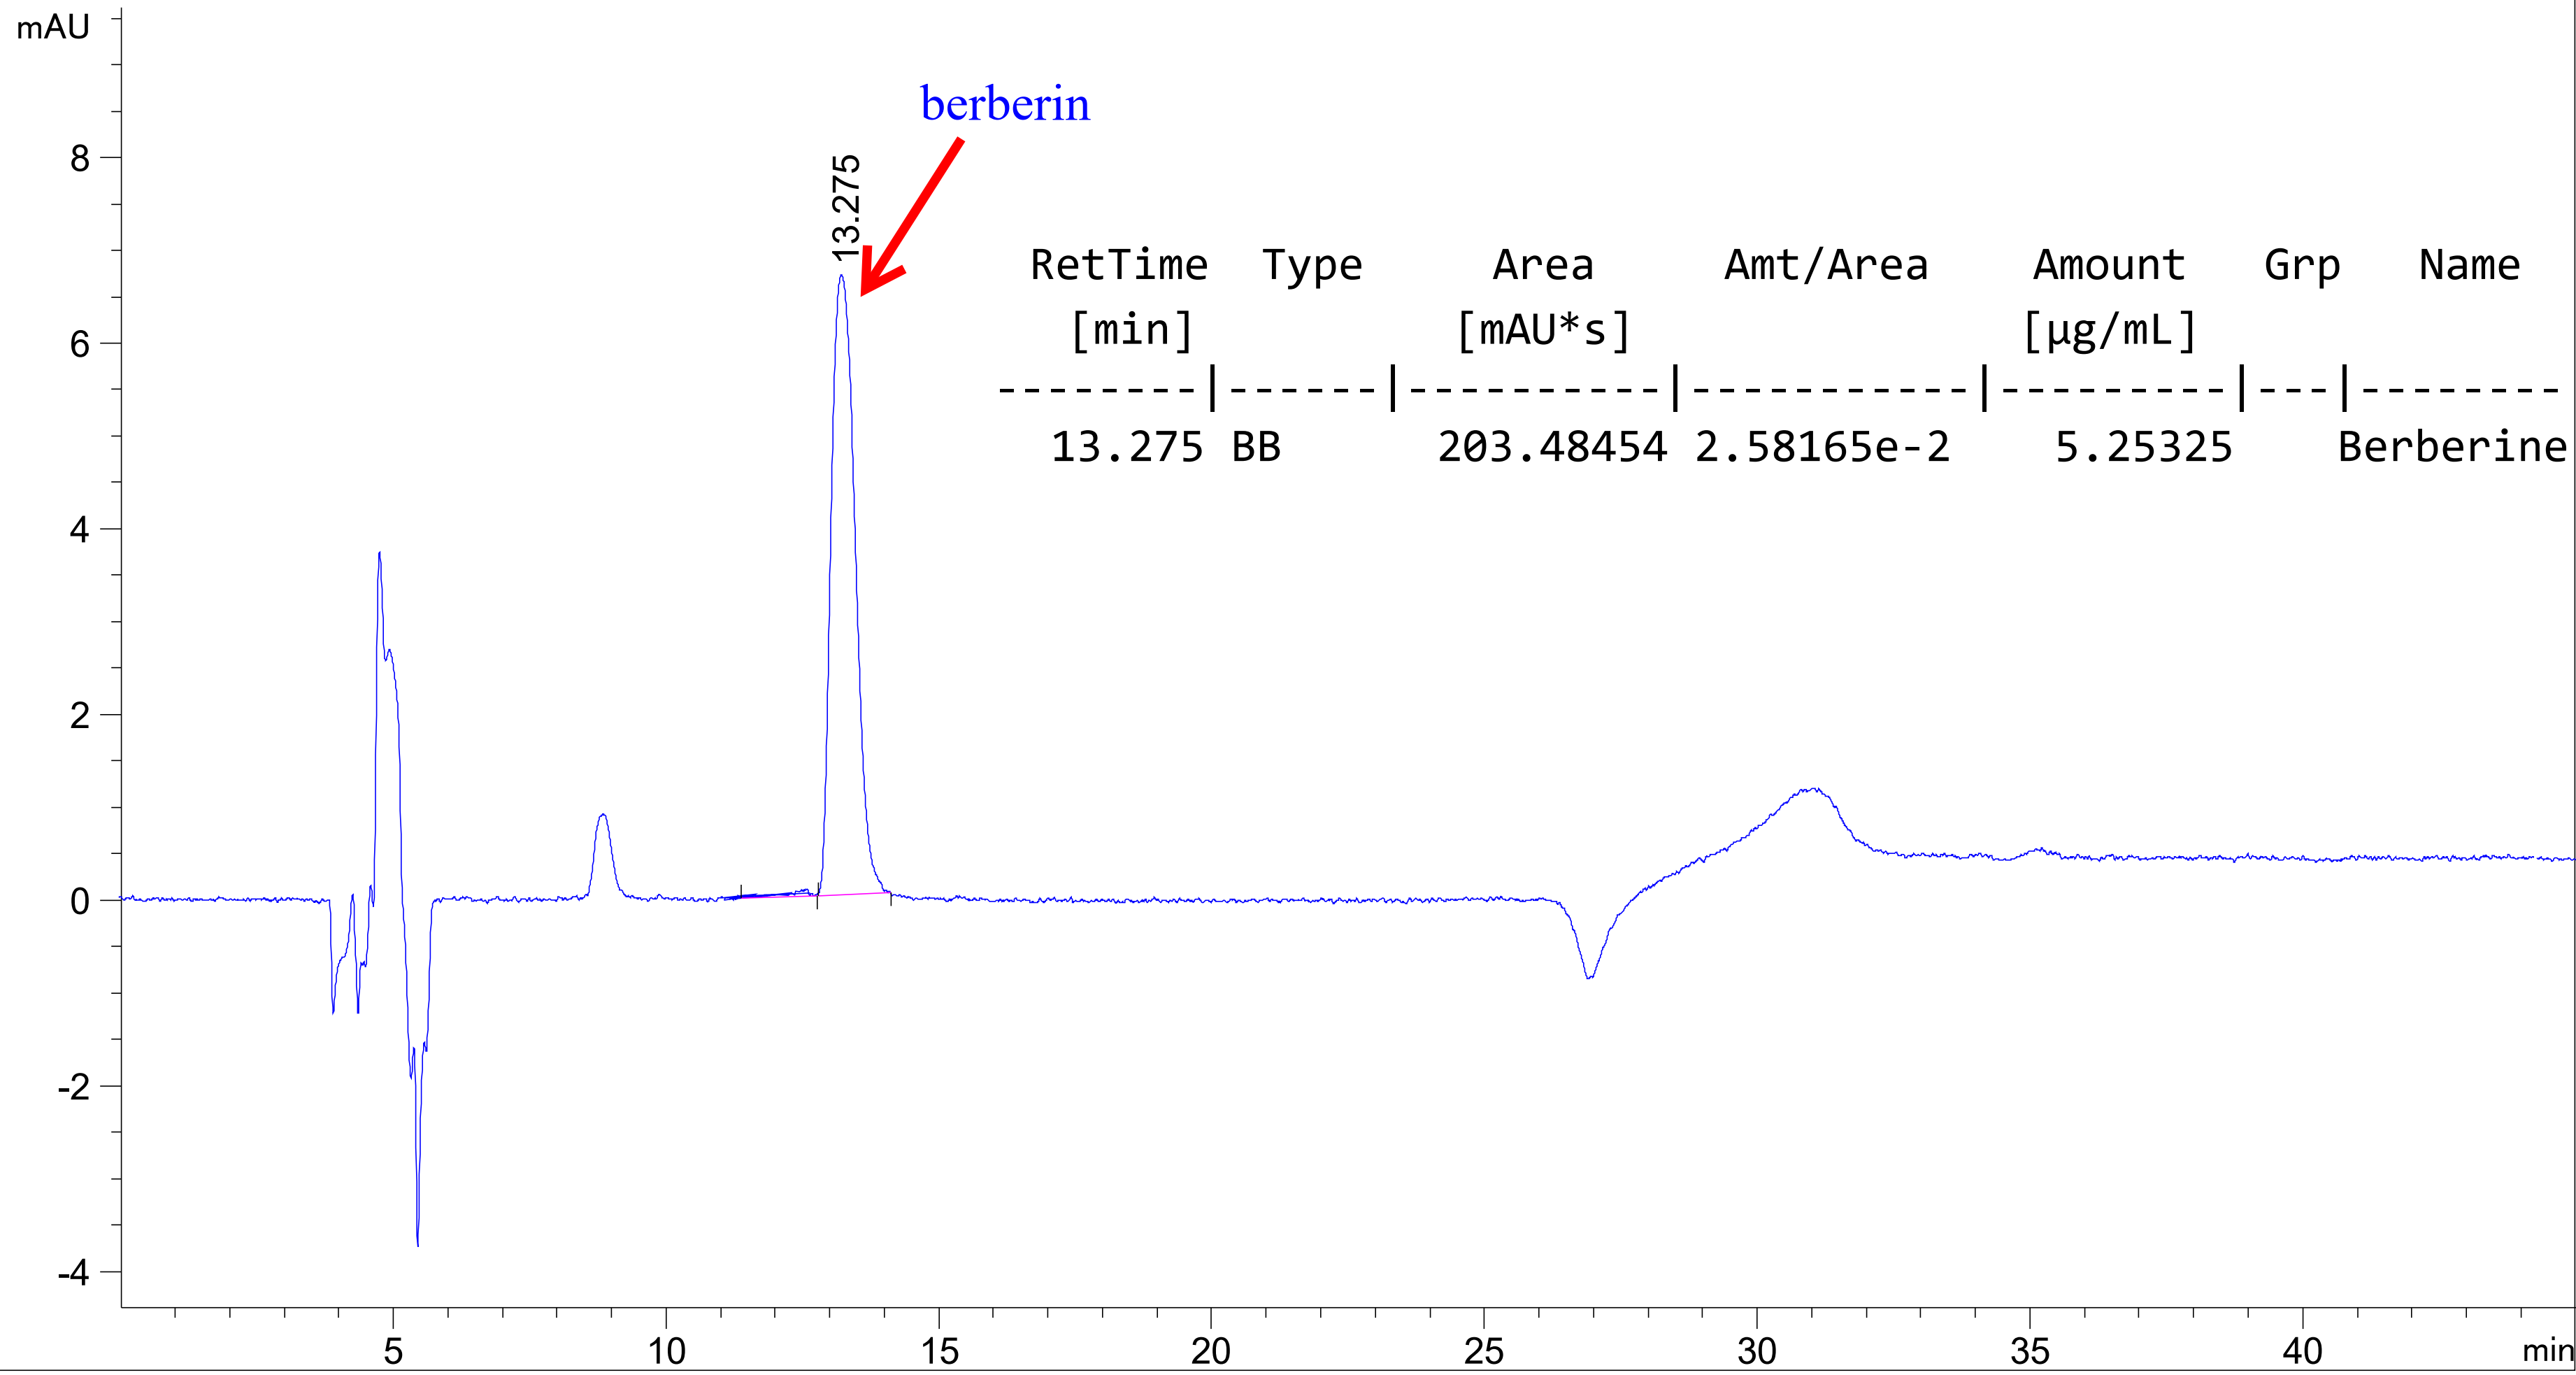 mAU
berberin
8
13.275
RetTime Type Area Amt/Area Amount Grp Name
[min] [mAU*s] [µg/mL]
---------|-------|-----------|------------|----------|---|---------
13.275 BB 203.48454 2.58165e-2 5.25325 Berberine
6
4
2
0
-2
-4
5 10 15 20 25 30 35 40 min